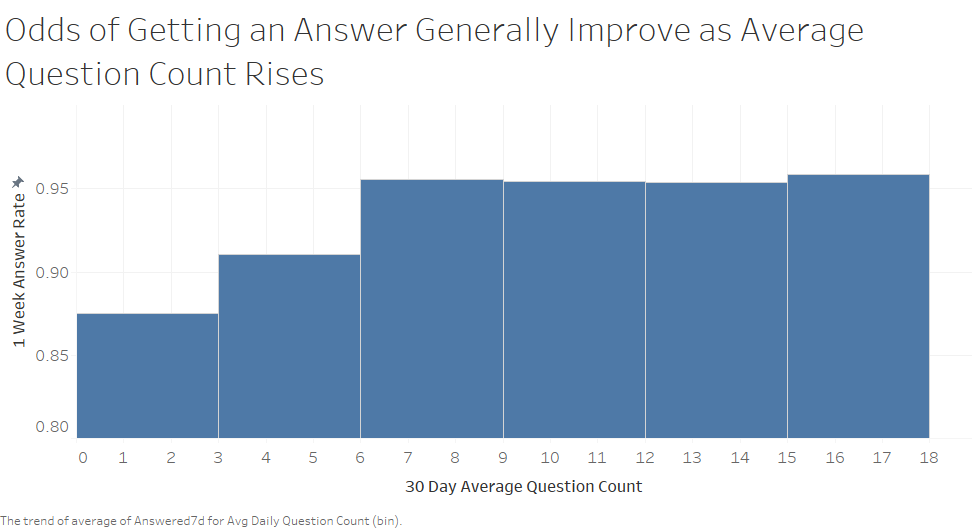 Odds of Getting an Answer Generally Improve as Average
Question Count Rises
1 Week Answer Rate
0.95
0.90
0.85
0.80
0 1 2 3 4 5 6 7 8 9 10 11 12 13 14 15 16 17 18
30 Day Average Question Count
The trend of average of Answered7d for Avg Daily Question Count (bin).